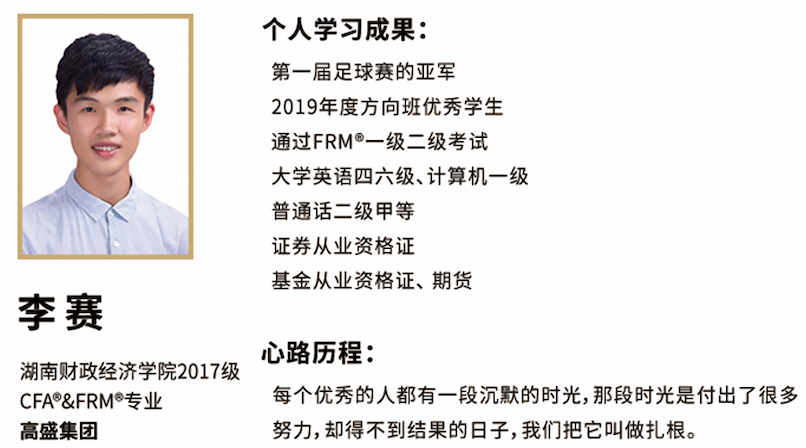 个人学习成果：
第一届足球赛的亚军
2019年度方向班优秀学生
通过FRM®一级二级考试
大学英语四六级、计算机一级
普通话二级甲等
证券从业资格证
基金从业资格证、期货
李赛
湖南财政经济学院2017级
CFA®&FRM®专业
高盛集团
心路历程：
每个优秀的人都有一段沉默的时光，那段时光是付出了很多
努力，却得不到结果的日子，我们把它叫做扎根。